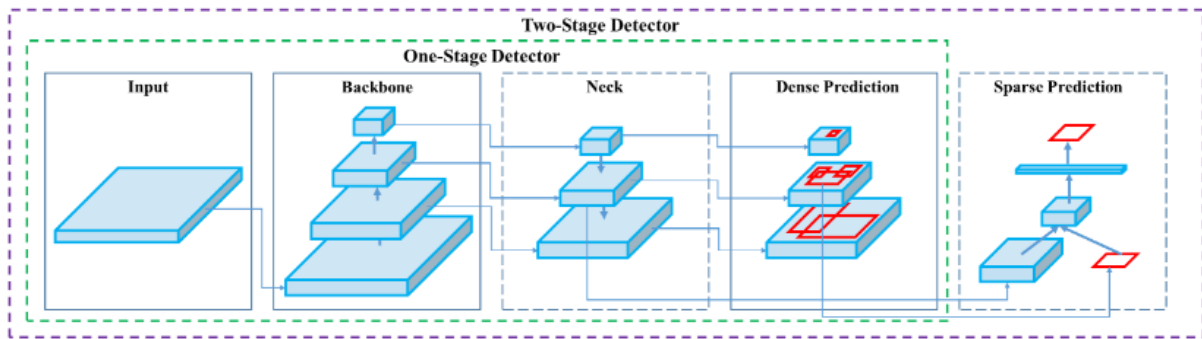 Two-Stage Detector
One-Stage Detector
Input
Backbone
Neck
Dense Prediction
Sparse Prediction